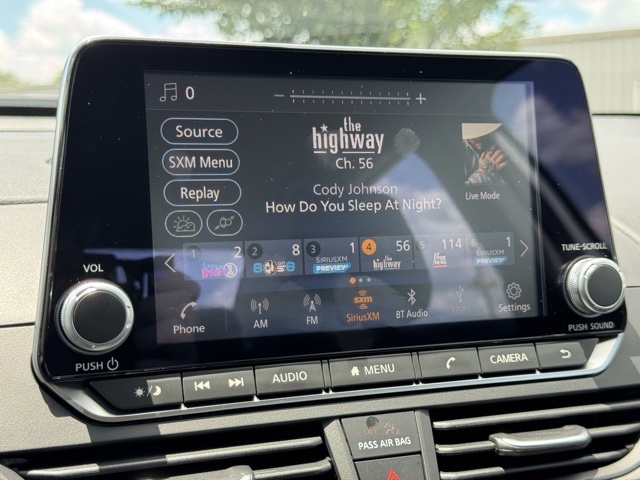 0
− +
Source
SXM Menu
Replay
the
highway
Ch. 56
Cody Johnson
How Do You Sleep At Night?
Live Mode
1 2
2 8
3 1
SIRIUSXM
PREVIEW
4 56
highway
5 114
6 1
SIRIUSXM
PREVIEW
Phone
AM
FM
sxm
SiriusXM
BT Audio
Settings
VOL
PUSH
TUNE·SCROLL
PUSH SOUND
AUDIO
MENU
CAMERA
PASS AIR BAG